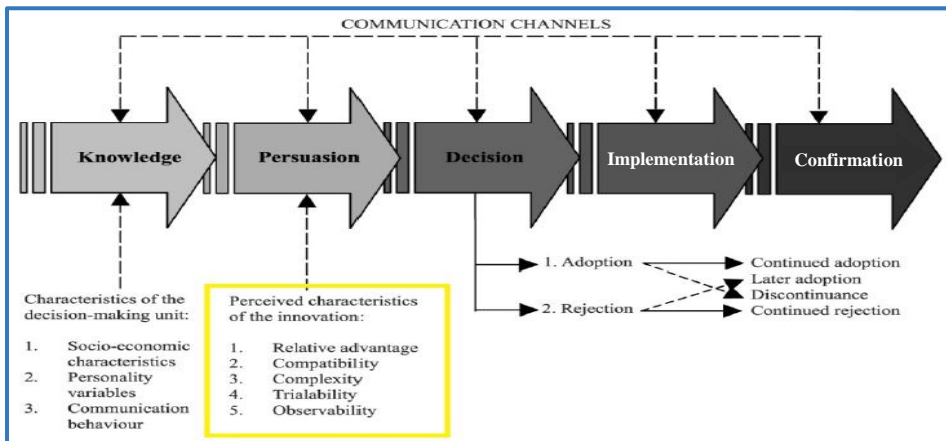 COMMUNICATION CHANNELS
Knowledge
Persuasion
Decision
Implementation
Confirmation
1. Adoption
Continued adoption
Later adoption
Discontinuance
2. Rejection
Continued rejection
Characteristics of the
decision-making unit:
1. Socio-economic
characteristics
2. Personality
variables
3. Communication
behaviour
Perceived characteristics
of the innovation:
1. Relative advantage
2. Compatibility
3. Complexity
4. Trialability
5. Observability